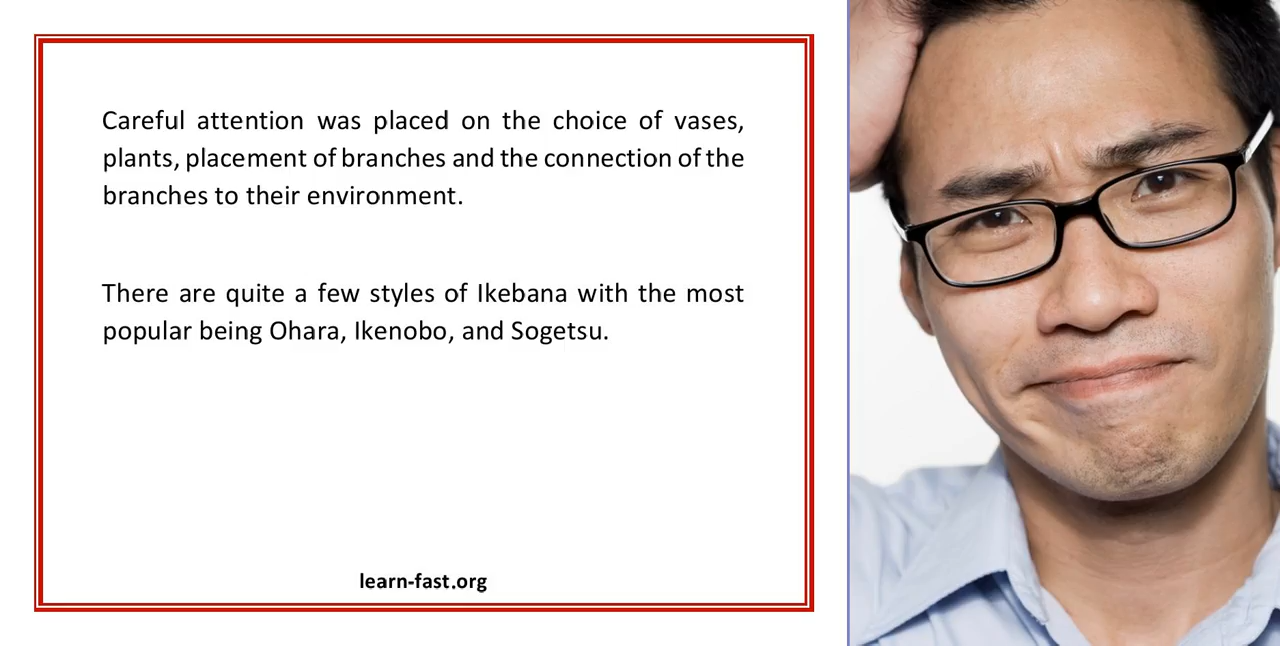 Careful attention was placed on the choice of vases,
plants, placement of branches and the connection of the
branches to their environment.
There are quite a few styles of Ikebana with the most
popular being Ohara, Ikenobo, and Sogetsu.
learn-fast.org